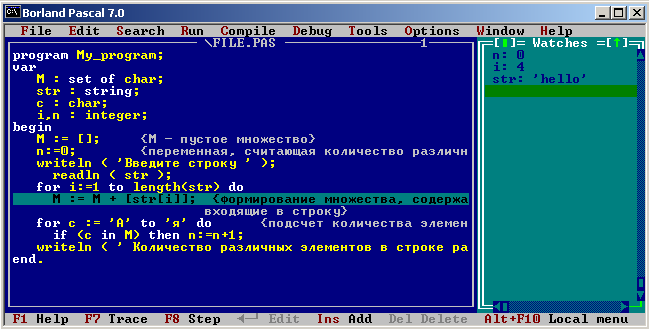 Borland Pascal 7.0
File Edit Search Run Compile Debug Tools Options Window Help
\FILE.PAS 1
[↕]= Watches =[↑]
program My_program;
var
M : set of char;
str : string;
c : char;
i,n : integer;
begin
M := []; {M - пустое множество}
n:=0; {переменная, считающая количество различн
writeln ( 'Введите строку ' );
readln ( str );
for i:=1 to length(str) do
M := M + [str[i]]; {формирование множества, содержа
входящие в строку}
for c := 'А' to 'я' do {подсчет количества элемен
if (c in M) then n:=n+1;
writeln ( ' Количество различных элементов в строке ра
end.
n: 0
i: 4
str: 'hello'
F1 Help F7 Trace F8 Step ◄─┘ Edit Ins Add Del Delete Alt+F10 Local menu